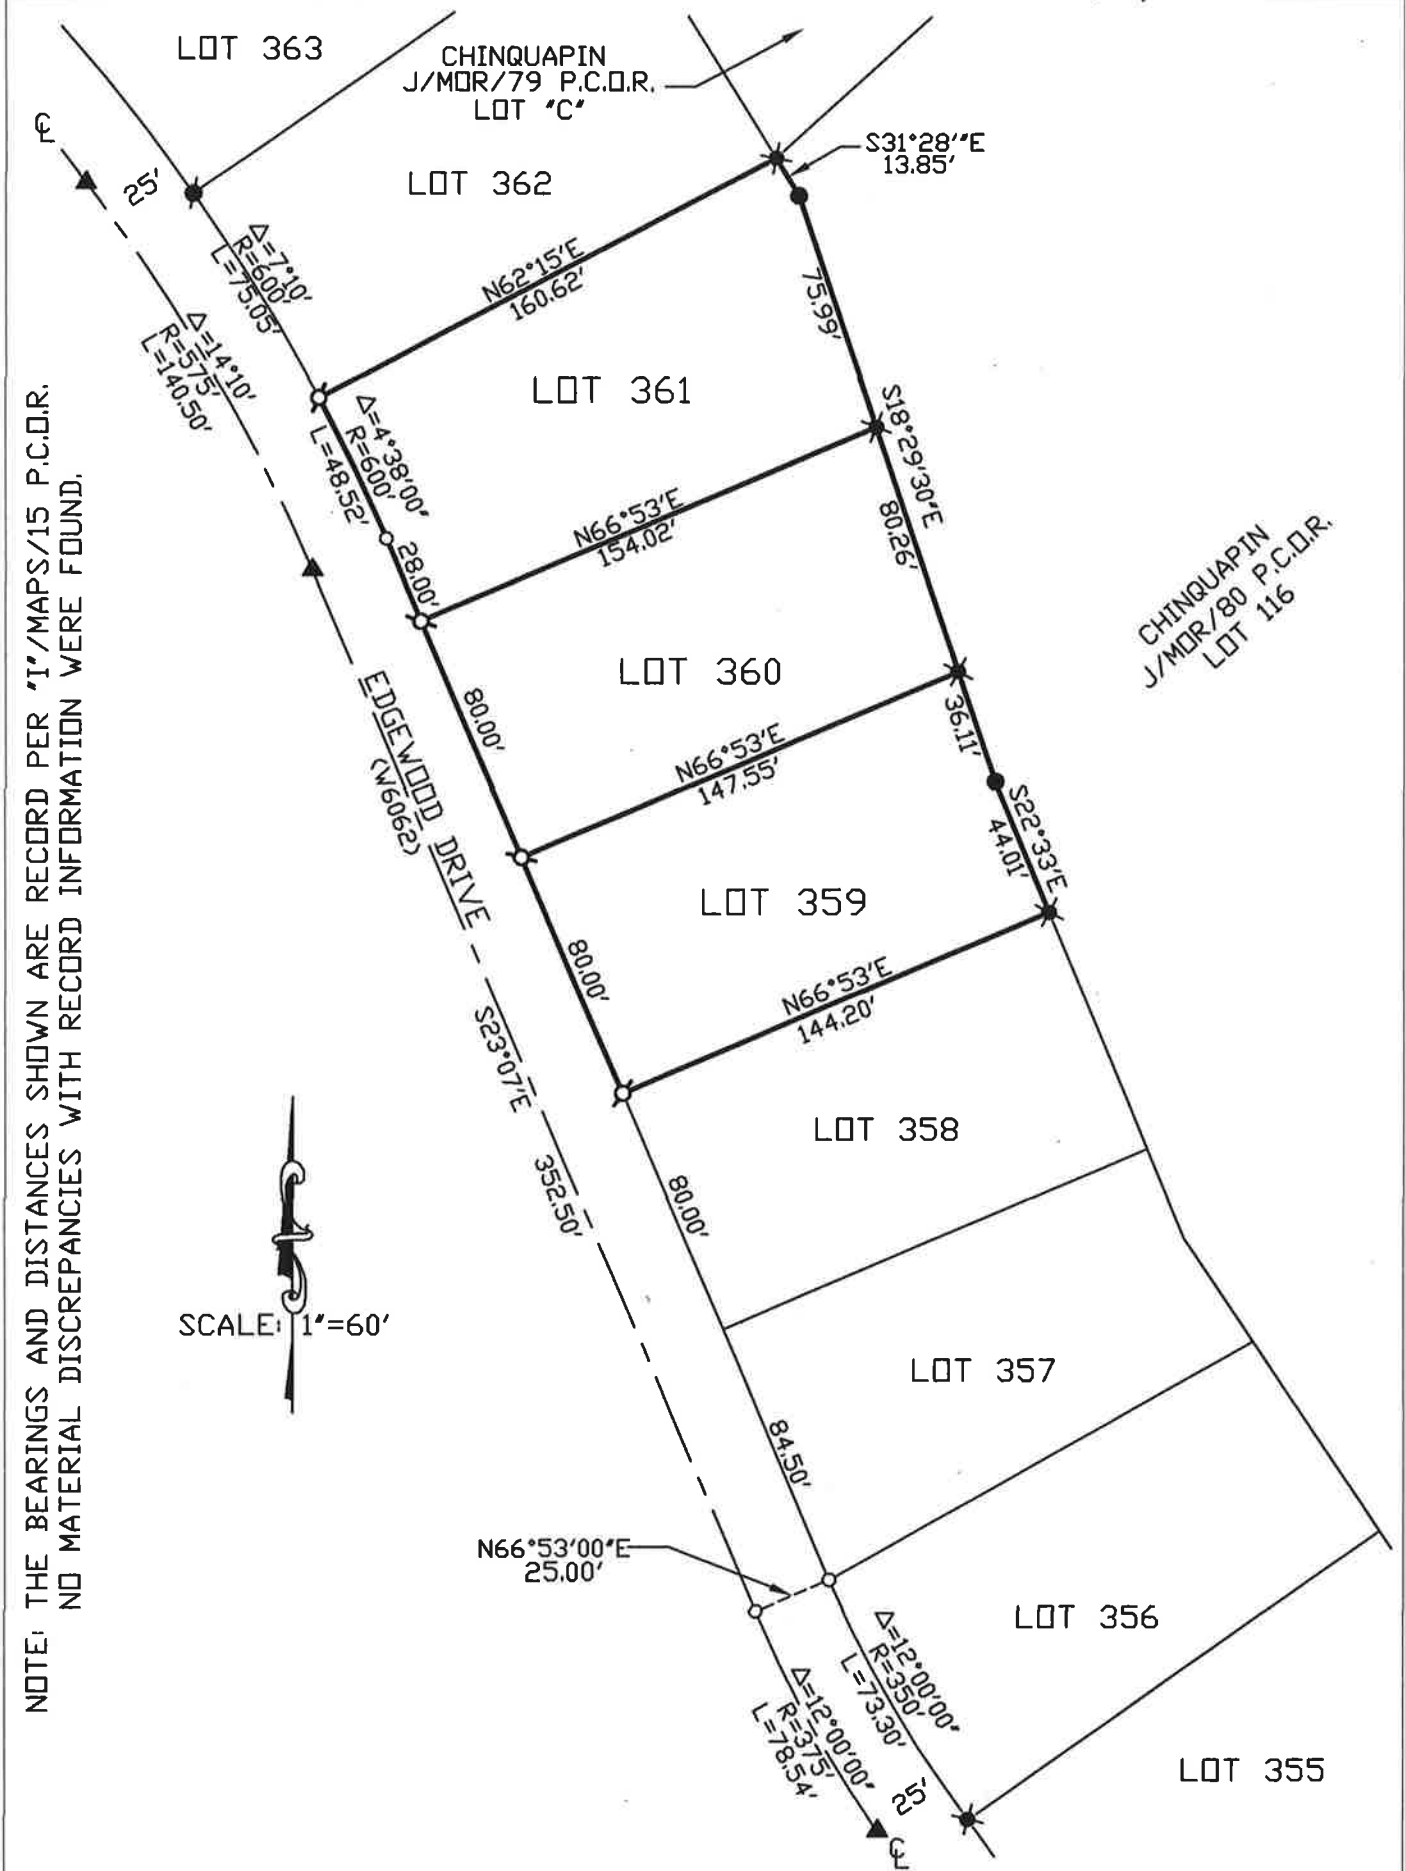 LOT 363
CHINQUAPIN
J/MOR/79 P.C.O.R.
LOT "C"
S31°28'"E
13.85'
℄
25'
LOT 362
Δ=7°10'
R=600'
L=75.05'
N62°15'E
160.62'
75.99'
Δ=14°10'
R=575'
L=140.50'
LOT 361
Δ=4°38'00"
R=600'
L=48.52'
S18°29'30"E
80.26'
N66°53'E
154.02'
28.00'
CHINQUAPIN
J/MOR/80 P.C.O.R.
LOT 116
LOT 360
80.00'
EDGEWOOD DRIVE
(W6062)
N66°53'E
147.55'
36.11'
S22°33'E
44.01'
LOT 359
80.00'
N66°53'E
144.20'
S23°07'E
352.50'
LOT 358
80.00'
SCALE: 1"=60'
LOT 357
84.50'
N66°53'00"E
25.00'
LOT 356
Δ=12°00'00"
R=350'
L=73.30'
Δ=12°00'00"
R=375'
L=78.54'
25'
℄
LOT 355
NOTE: THE BEARINGS AND DISTANCES SHOWN ARE RECORD PER "I"/MAPS/15 P.C.O.R.
NO MATERIAL DISCREPANCIES WITH RECORD INFORMATION WERE FOUND.